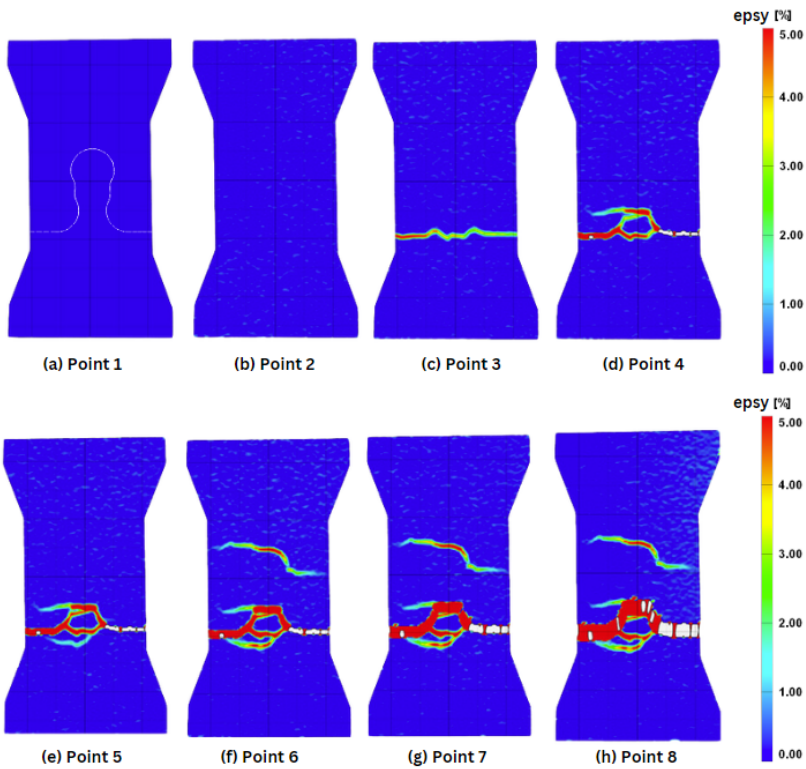 epsy [%]
5.00
4.00
3.00
2.00
1.00
0.00
(a) Point 1
(b) Point 2
(c) Point 3
(d) Point 4
epsy [%]
5.00
4.00
3.00
2.00
1.00
0.00
(e) Point 5
(f) Point 6
(g) Point 7
(h) Point 8